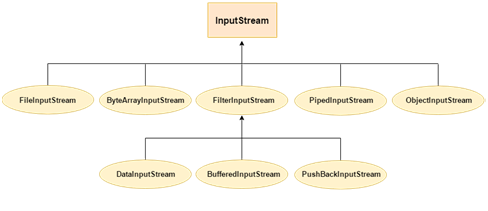 InputStream
FileInputStream
ByteArrayInputStream
FilterInputStream
PipedInputStream
ObjectInputStream
DataInputStream
BufferedInputStream
PushBackInputStream